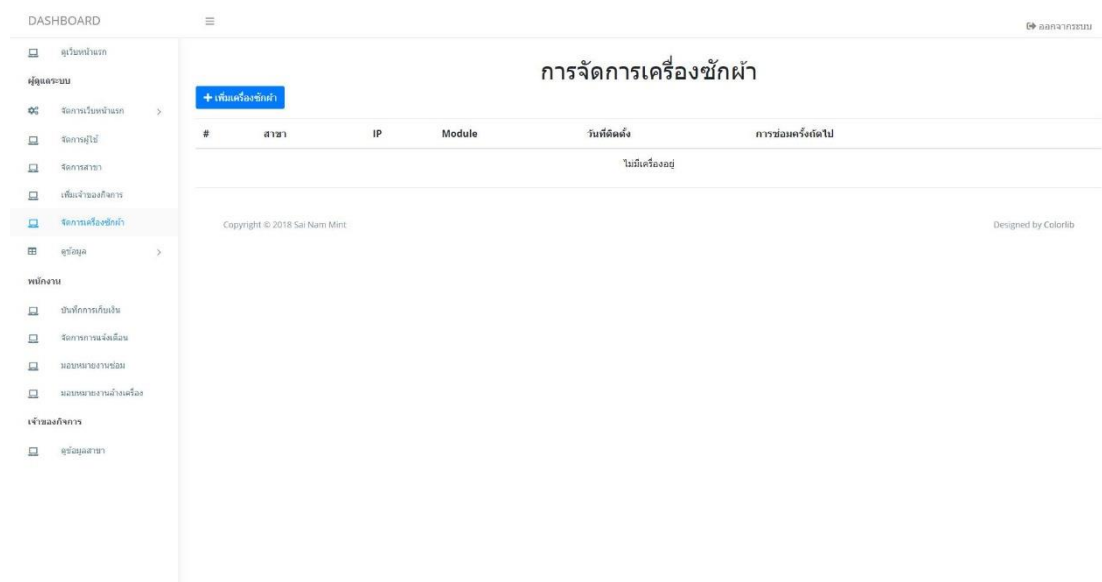 DASHBOARD
ออกจากระบบ
ดูเว็บหน้าแรก
ผู้ดูแลระบบ
จัดการเว็บหน้าแรก
จัดการผู้ใช้
จัดการสาขา
เพิ่มเจ้าของกิจการ
จัดการเครื่องซักผ้า
ดูข้อมูล
พนักงาน
บันทึกการเก็บเงิน
จัดการการแจ้งเตือน
มอบหมายงานซ่อม
มอบหมายงานล้างเครื่อง
เจ้าของกิจการ
ดูข้อมูลสาขา
การจัดการเครื่องซักผ้า
+ เพิ่มเครื่องซักผ้า
# สาขา IP Module วันที่ติดตั้ง การซ่อมครั้งถัดไป
ไม่มีเครื่องอยู่
Copyright © 2018 Sai Nam Mint Designed by Colorlib